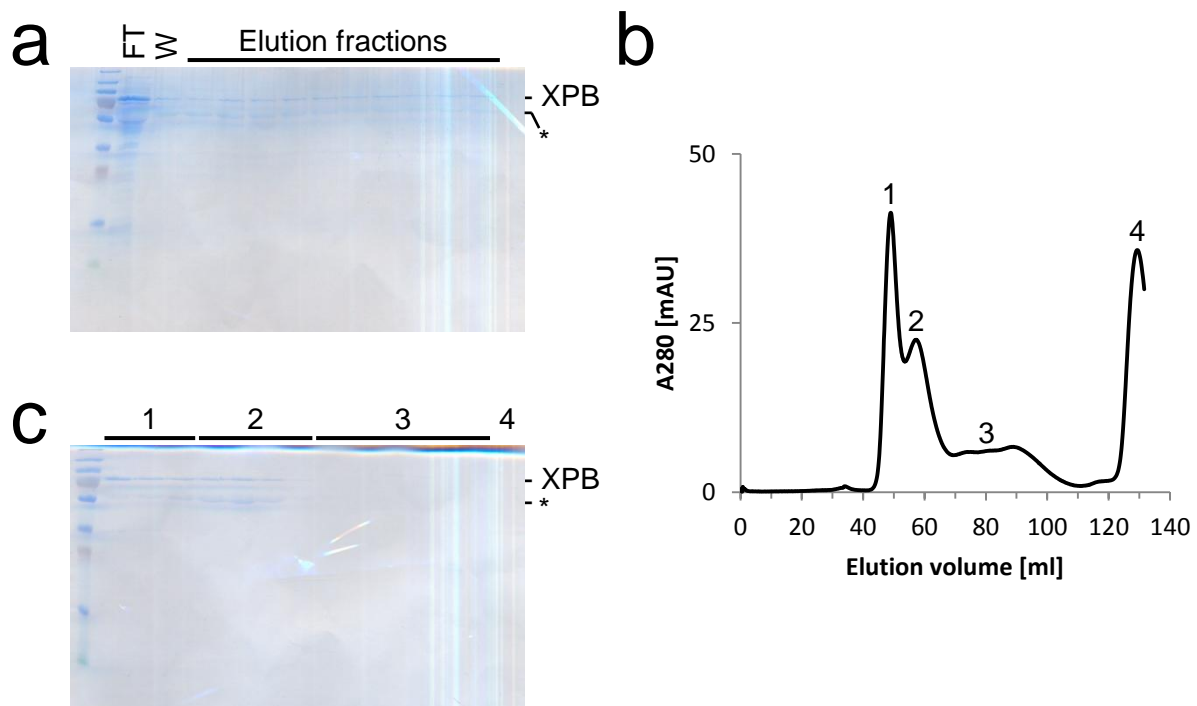 a
FT
W
Elution fractions
XPB
*
b
50
25
0
A280 [mAU]
1
2
3
4
0 20 40 60 80 100 120 140
Elution volume [ml]
c
1 2 3 4
XPB
*